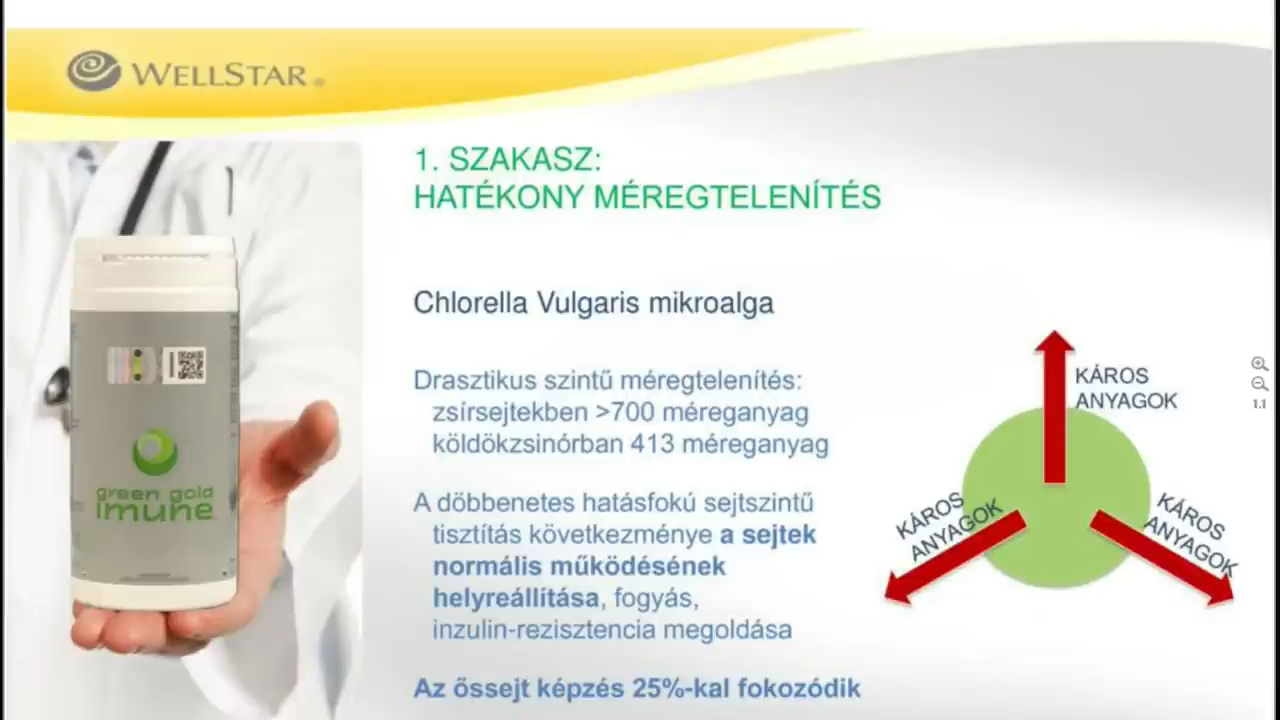 WELLSTAR®
1. SZAKASZ:
HATÉKONY MÉREGTELENÍTÉS
Chlorella Vulgaris mikroalga
Drasztikus szintű méregtelenítés:
zsírsejtekben >700 méreganyag
köldökzsinórban 413 méreganyag
A döbbenetes hatásfokú sejtszintű
tisztítás következménye a sejtek
normális működésének
helyreállítása, fogyás,
inzulin-rezisztencia megoldása
Az őssejt képzés 25%-kal fokozódik
KÁROS
ANYAGOK
KÁROS
ANYAGOK
KÁROS
ANYAGOK
green gold
imune
1.1